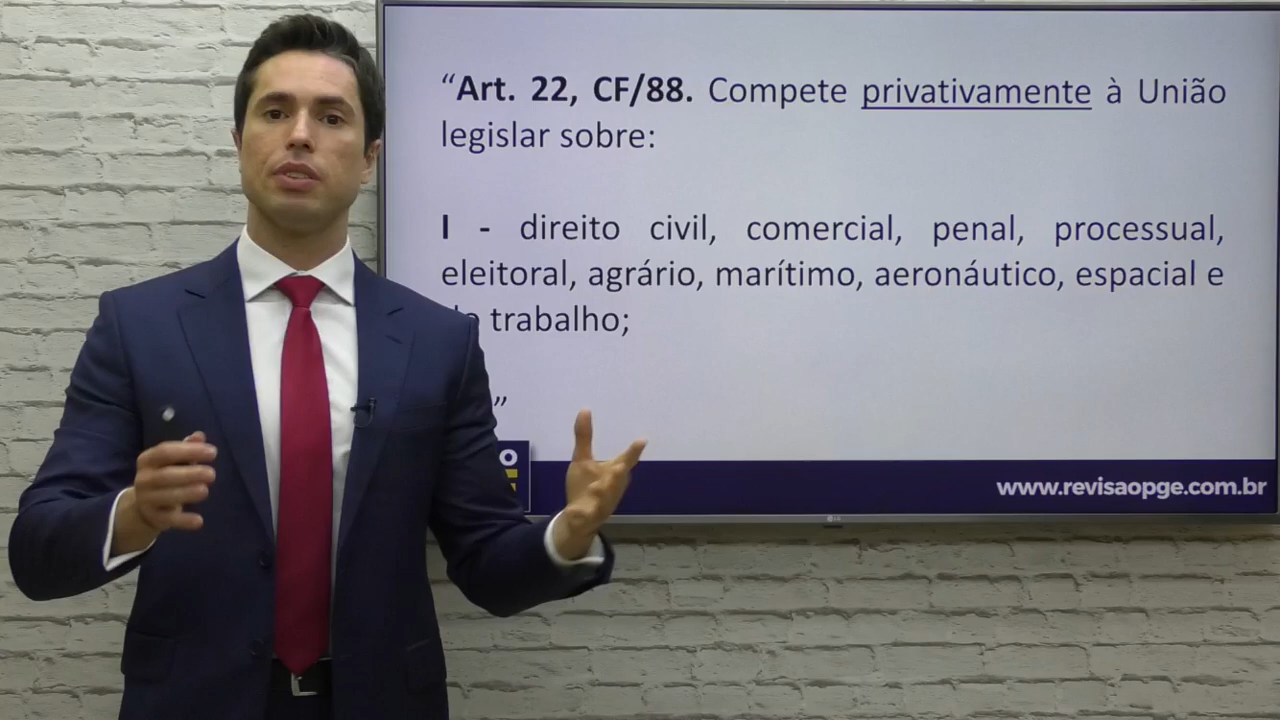 “Art. 22, CF/88. Compete privativamente à União
legislar sobre:
I - direito civil, comercial, penal, processual,
eleitoral, agrário, marítimo, aeronáutico, espacial e
trabalho;
”
www.revisaopge.com.br
LG